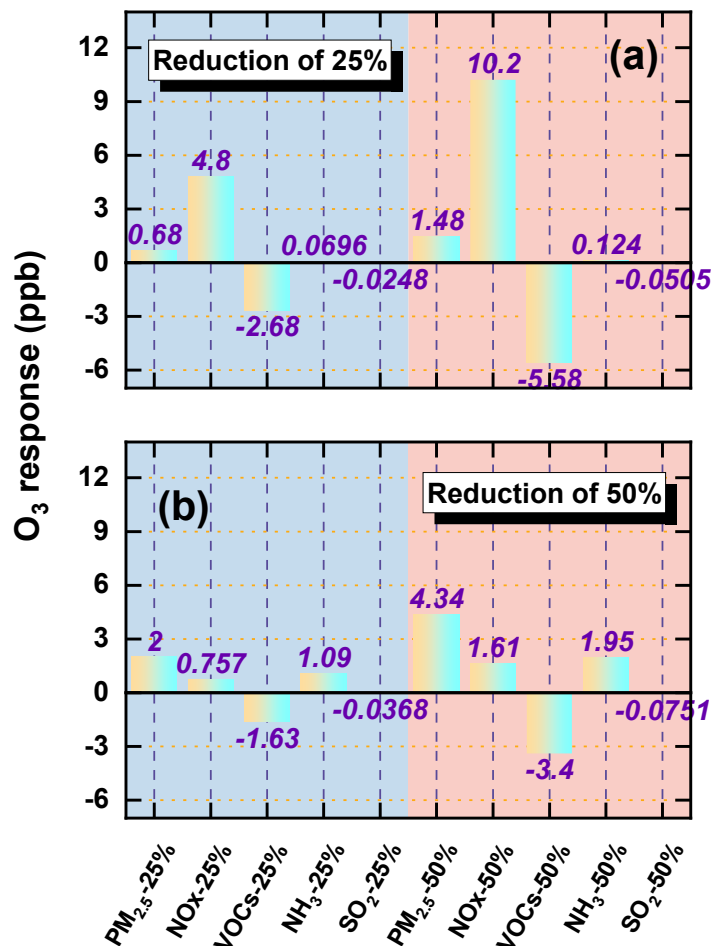 O3 response (ppb)
12
9
6
3
0
-3
-6
Reduction of 25%
(a)
0.68
4.8
-2.68
0.0696
-0.0248
1.48
10.2
-5.58
0.124
-0.0505
12
9
6
3
0
-3
-6
(b)
Reduction of 50%
2
0.757
-1.63
1.09
-0.0368
4.34
1.61
-3.4
1.95
-0.0751
PM2.5-25%
NOx-25%
VOCs-25%
NH3-25%
SO2-25%
PM2.5-50%
NOx-50%
VOCs-50%
NH3-50%
SO2-50%